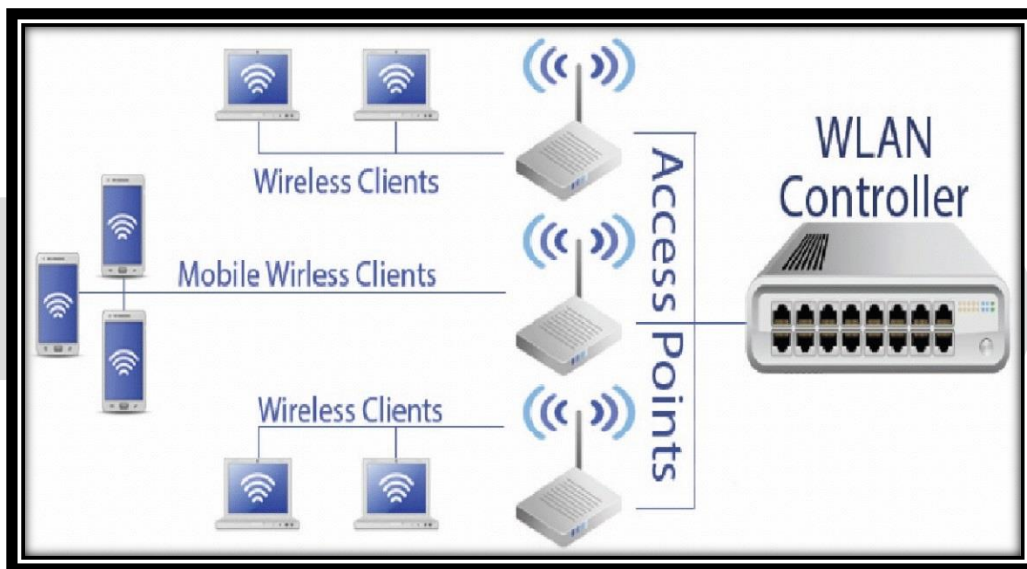 Wireless Clients
Mobile Wirless Clients
Wireless Clients
Access Points
WLAN
Controller